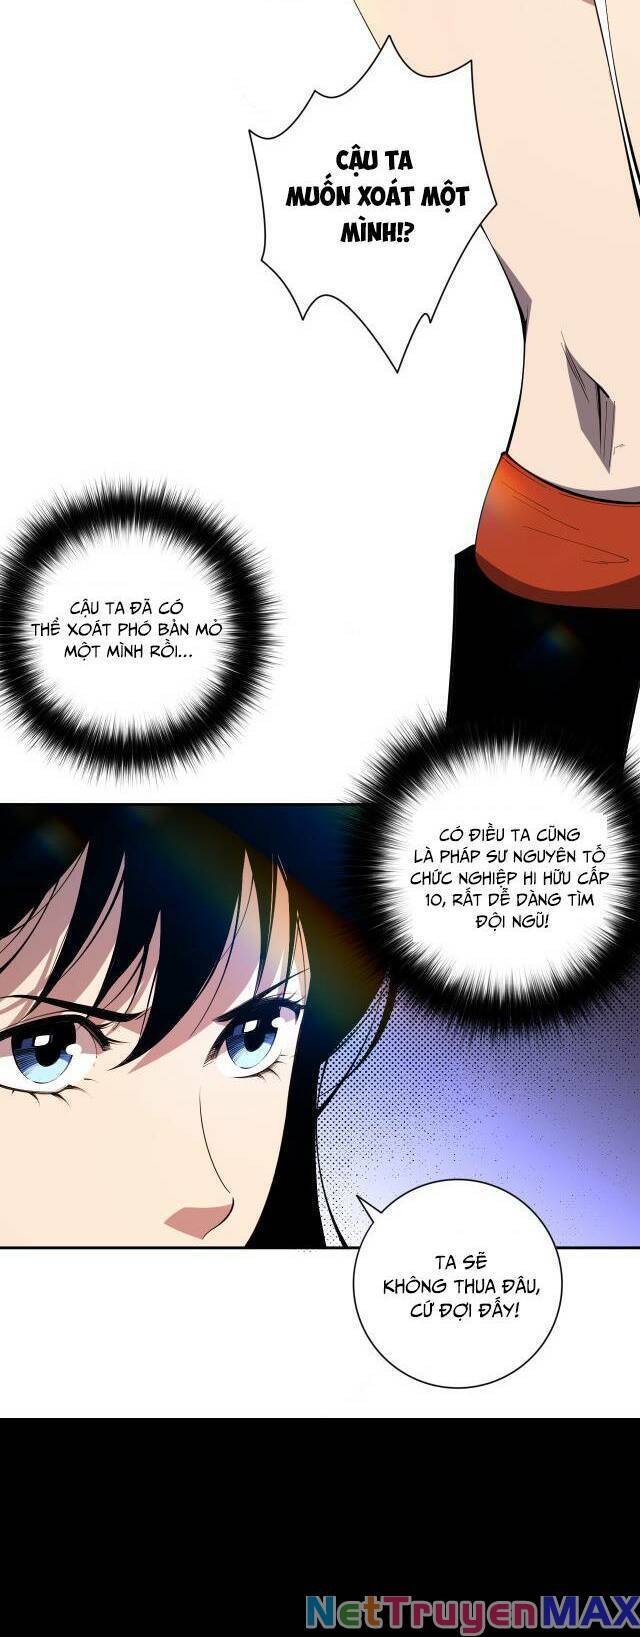 CẬU TA
MUỐN XOÁT MỘT
MÌNH!?
CẬU TA ĐÃ CÓ
THỂ XOÁT PHÓ BẢN MỎ
MỘT MÌNH RỒI...
CÓ ĐIỀU TA CŨNG
LÀ PHÁP SƯ NGUYÊN TỐ
CHỨC NGHIỆP HI HỮU CẤP
10, RẤT DỄ DÀNG TÌM
ĐỘI NGŨ!
TA SẼ
KHÔNG THUA ĐÂU,
CỨ ĐỢI ĐẤY!
NETTRUYENMAX